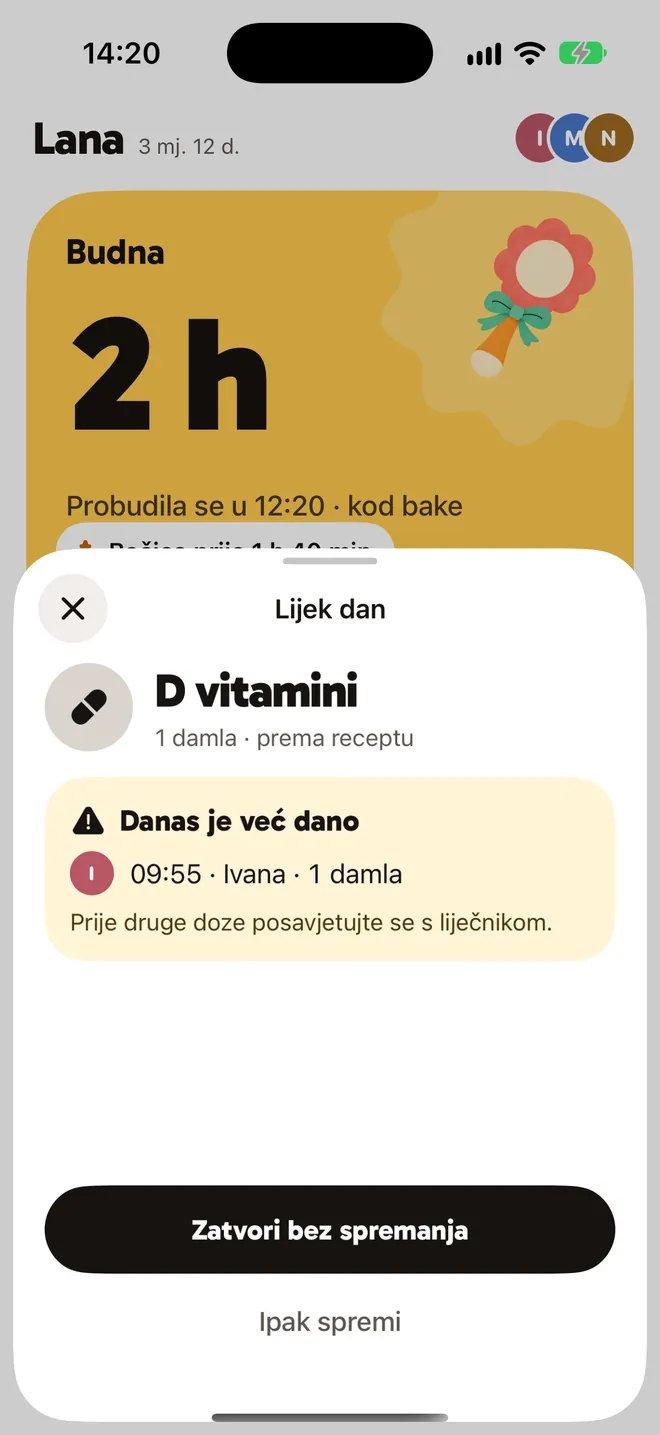 14:20
Lana 3 mj. 12 d.
I M N
Budna
2 h
Probudila se u 12:20 · kod bake
Lijek dan
D vitamini
1 damla · prema receptu
Danas je već dano
I 09:55 · Ivana · 1 damla
Prije druge doze posavjetujte se s liječnikom.
Zatvori bez spremanja
Ipak spremi